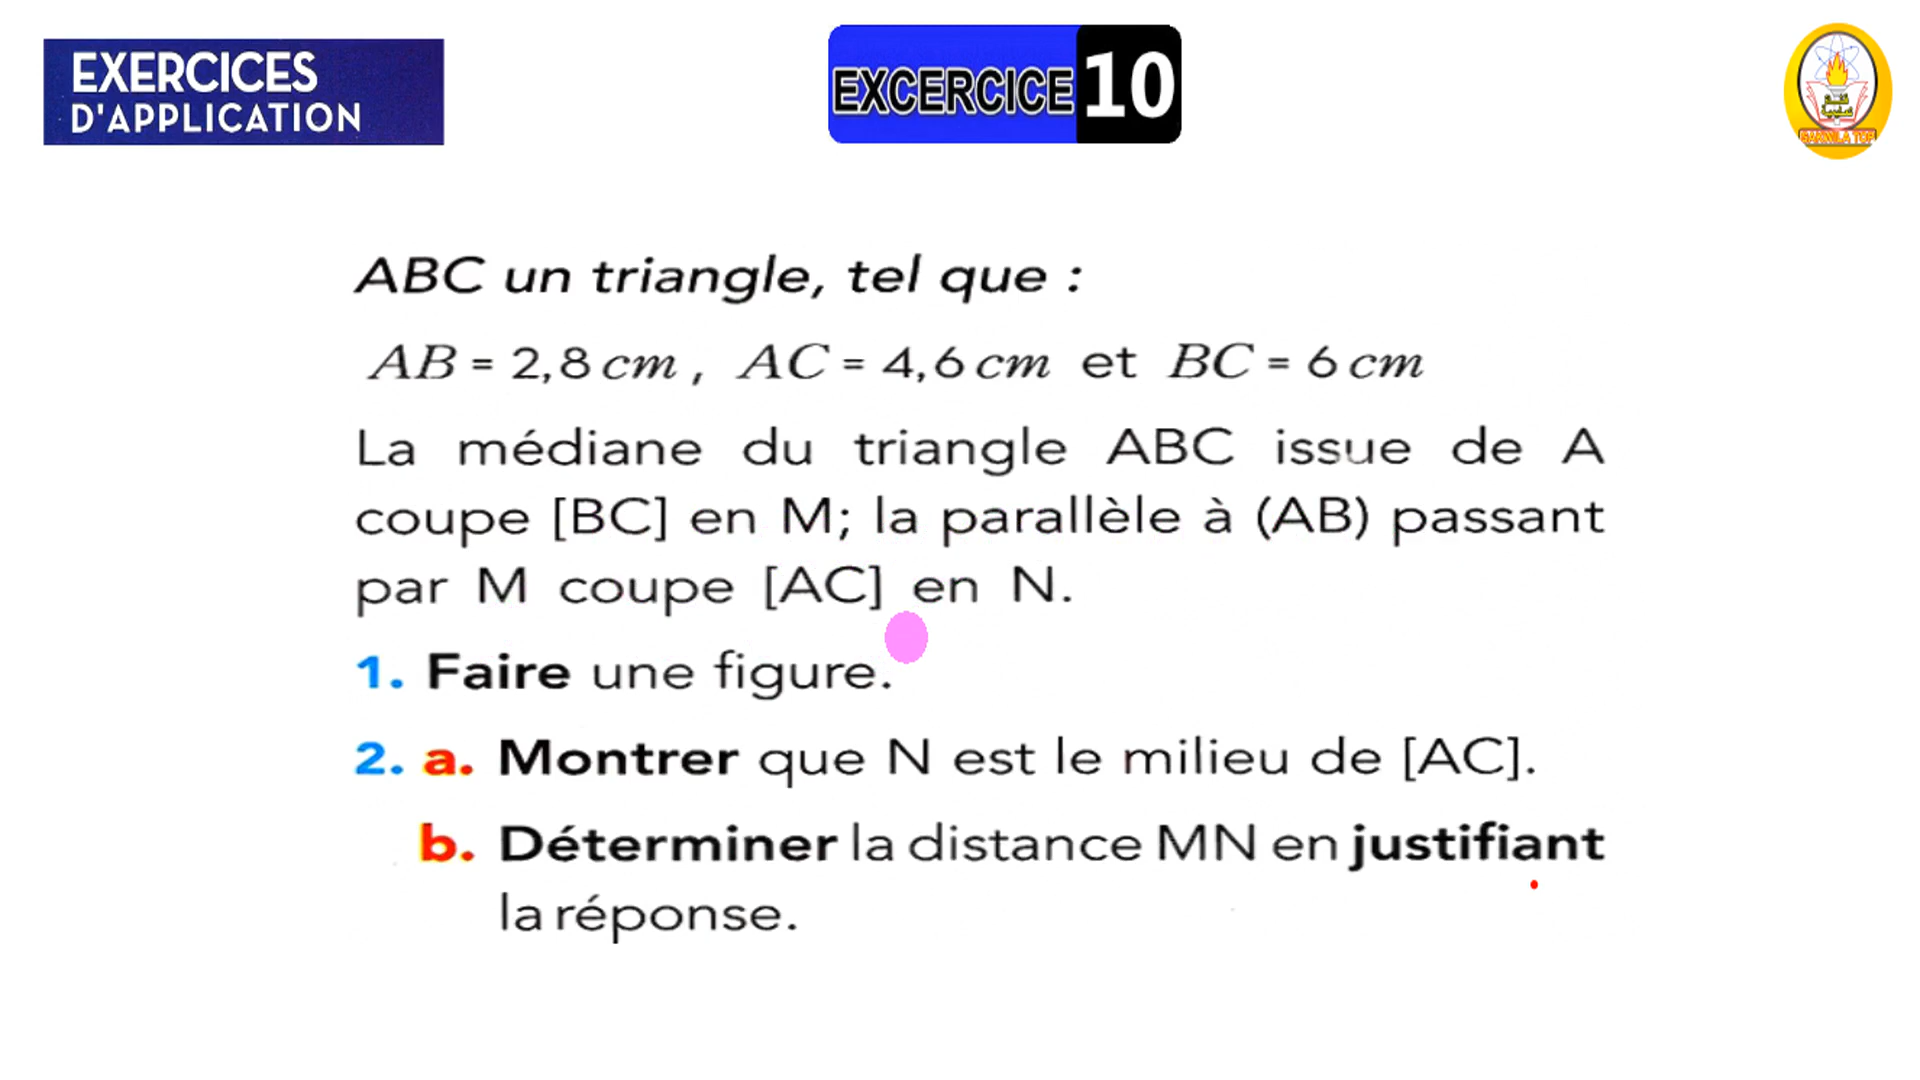 EXERCICES
D'APPLICATION
EXCERCICE 10
ABC un triangle, tel que :
AB = 2,8 cm , AC = 4,6 cm et BC = 6 cm
La médiane du triangle ABC issue de A
coupe [BC] en M; la parallèle à (AB) passant
par M coupe [AC] en N.
1. Faire une figure.
2. a. Montrer que N est le milieu de [AC].
b. Déterminer la distance MN en justifiant
la réponse.